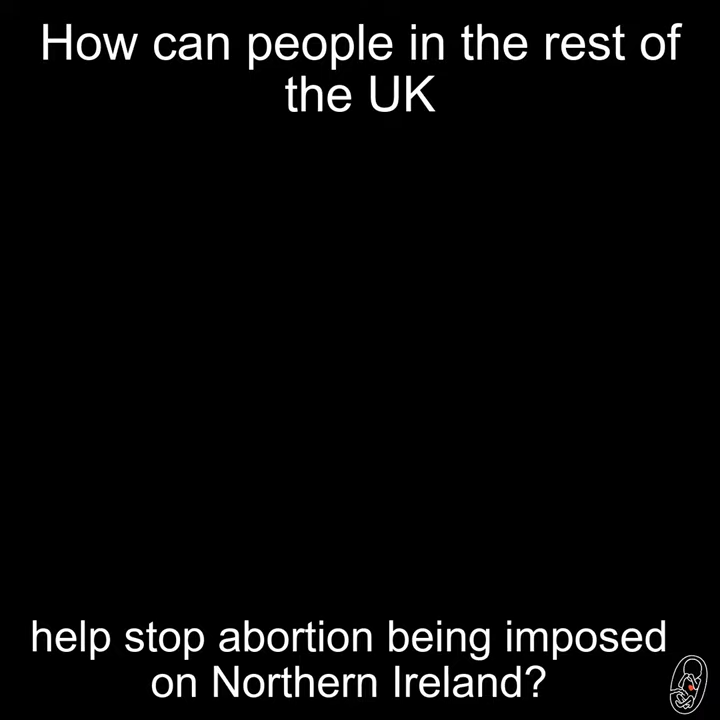 How can people in the rest of
the UK
help stop abortion being imposed
on Northern Ireland?